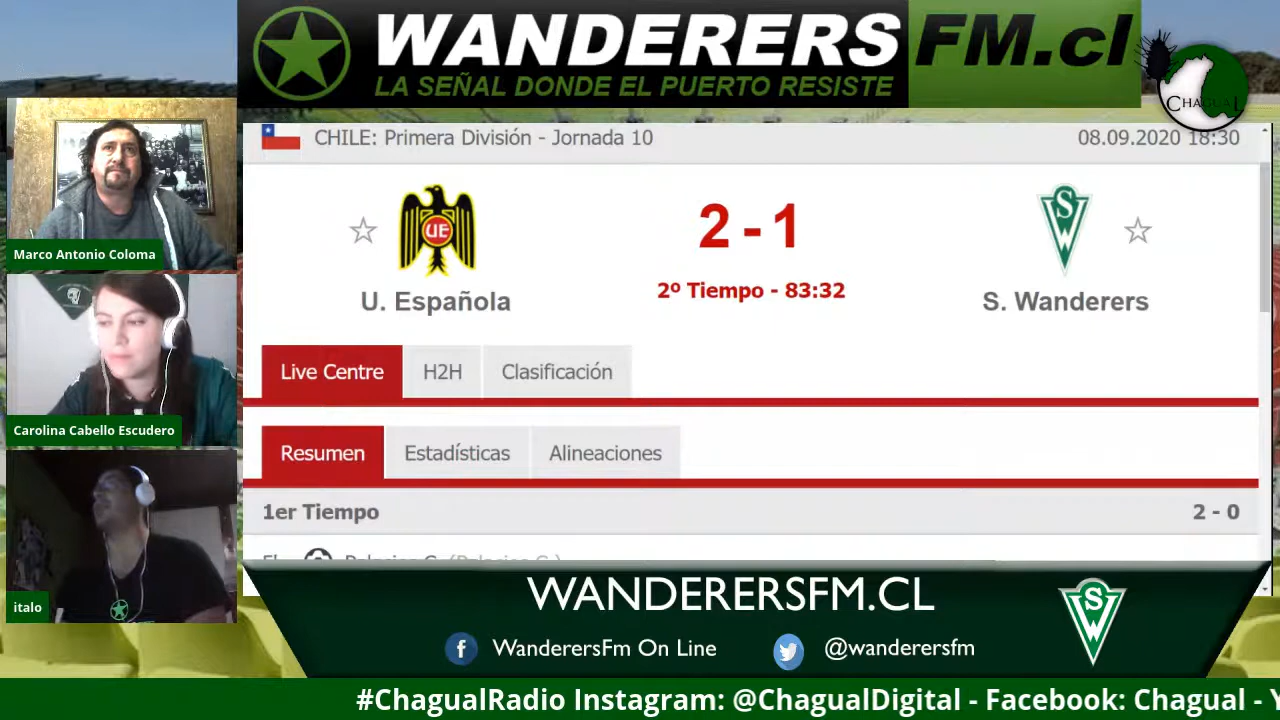 WANDERERS FM.cl
LA SEÑAL DONDE EL PUERTO RESISTE
CHAGUAL
CHILE: Primera División - Jornada 10
08.09.2020 18:30
UE
2 - 1
S
W
2º Tiempo - 83:32
U. Española
S. Wanderers
Live Centre
H2H
Clasificación
Resumen
Estadísticas
Alineaciones
1er Tiempo
2 - 0
Marco Antonio Coloma
Carolina Cabello Escudero
italo
WANDERERSFM.CL
WanderersFm On Line
@wanderersfm
S
W
#ChagualRadio Instagram: @ChagualDigital - Facebook: Chagual - Y